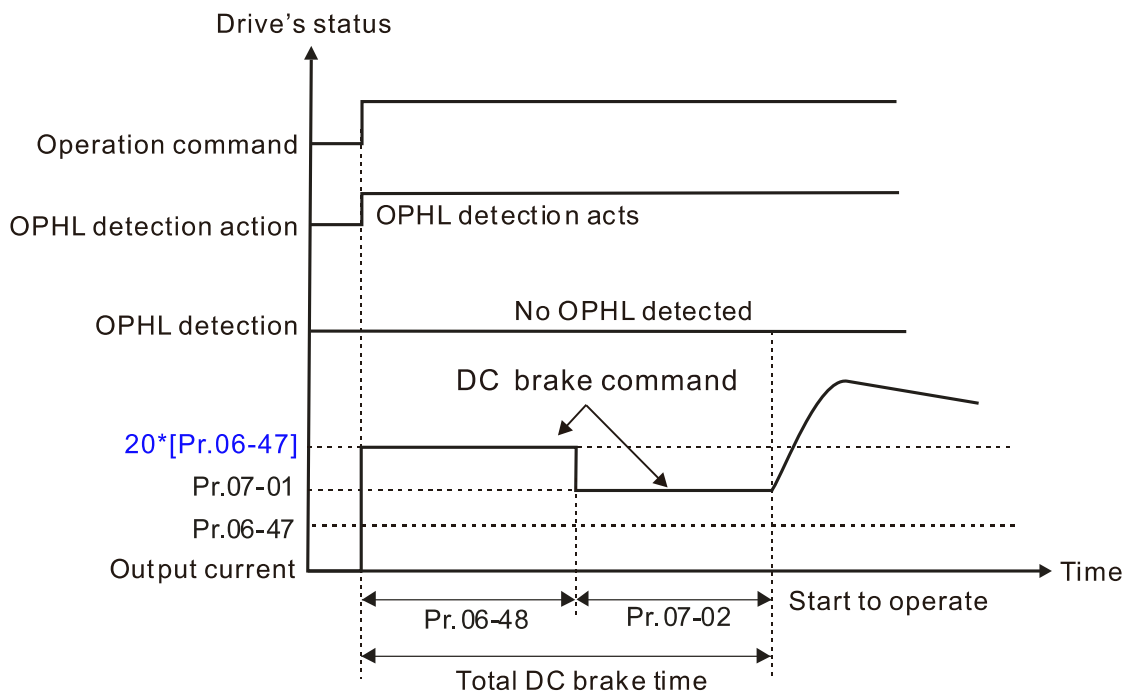 Drive's status
Operation command
OPHL detection action
OPHL detection acts
OPHL detection
No OPHL detected
DC brake command
20*[Pr.06-47]
Pr.07-01
Pr.06-47
Output current
Time
Pr.06-48
Pr.07-02
Start to operate
Total DC brake time